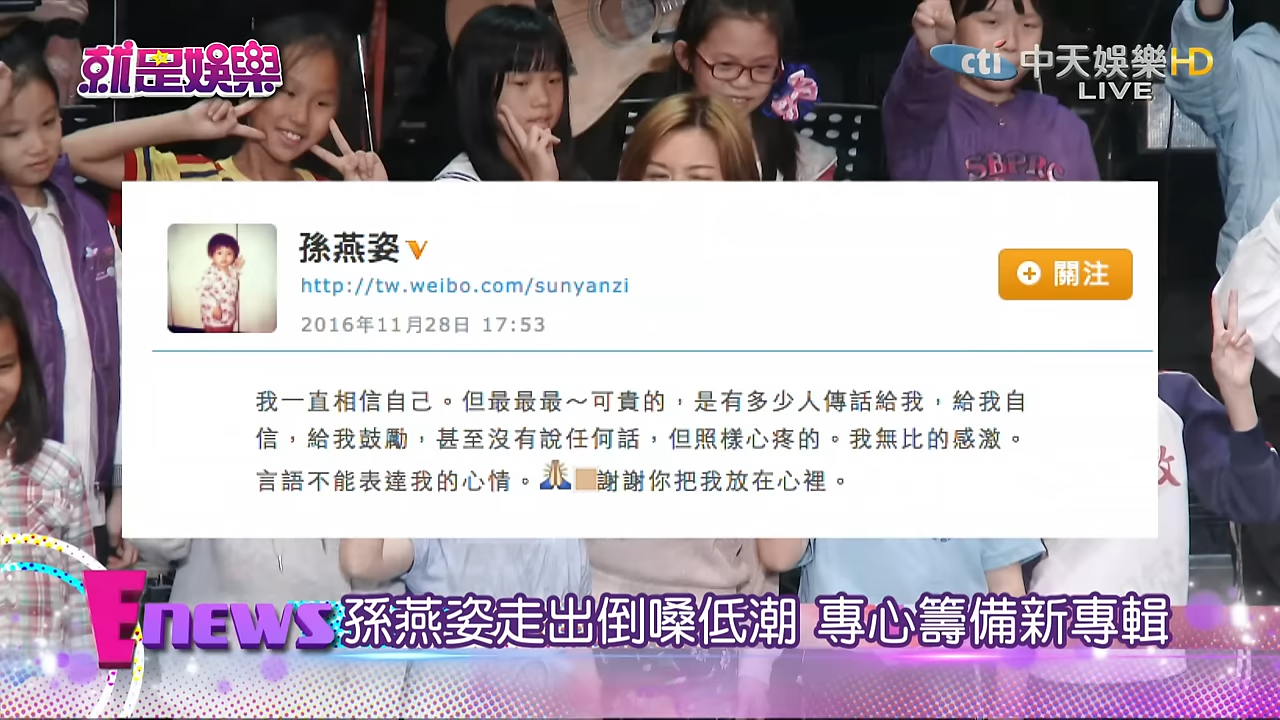 就是娛樂
cti 中天娛樂HD
LIVE
SBPRC
孫燕姿
http://tw.weibo.com/sunyanzi
關注
2016年11月28日 17:53
我一直相信自己。但最最最～可貴的，是有多少人傳話給我，給我自
信，給我鼓勵，甚至沒有說任何話，但照樣心疼的。我無比的感激。
言語不能表達我的心情。🙏🏼謝謝你把我放在心裡。
Enews 孫燕姿走出倒嗓低潮 專心籌備新專輯